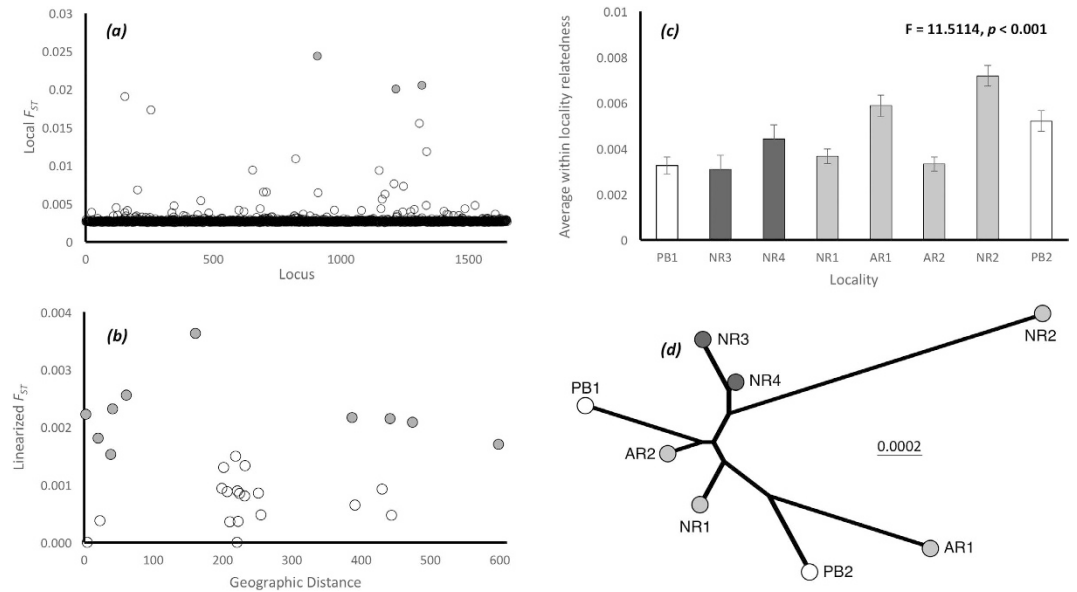 (a)
Local FST
0.03
0.025
0.02
0.015
0.01
0.005
0
0 500 1000 1500
Locus
(c)
F = 11.5114, p < 0.001
Average within locality relatedness
0.01
0.008
0.006
0.004
0.002
0
PB1 NR3 NR4 NR1 AR1 AR2 NR2 PB2
Locality
(b)
Linearized FST
0.004
0.003
0.002
0.001
0.000
0 100 200 300 400 500 600
Geographic Distance
(d)
NR3
NR2
NR4
PB1
AR2
0.0002
NR1
AR1
PB2